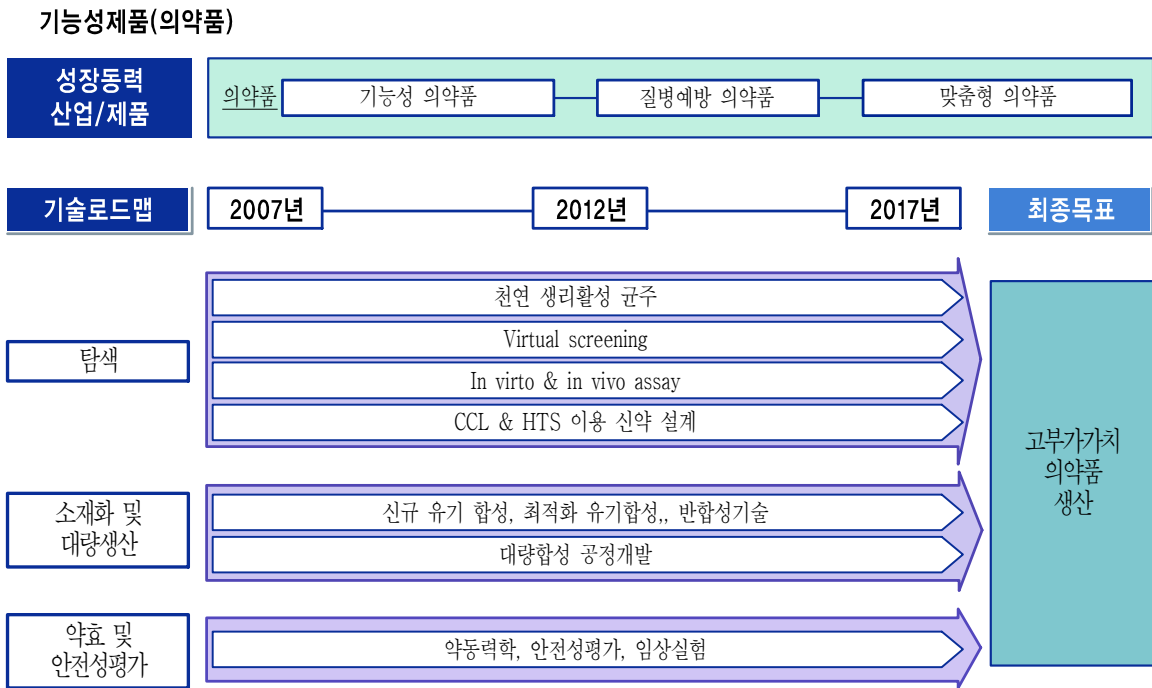 기능성제품(의약품)
성장동력
산업/제품
의약품
기능성 의약품
질병예방 의약품
맞춤형 의약품
기술로드맵
2007년
2012년
2017년
최종목표
탐색
천연 생리활성 균주
Virtual screening
In virto & in vivo assay
CCL & HTS 이용 신약 설계
소재화 및
대량생산
신규 유기 합성, 최적화 유기합성,, 반합성기술
대량합성 공정개발
약효 및
안전성평가
약동력학, 안전성평가, 임상실험
고부가가치
의약품
생산